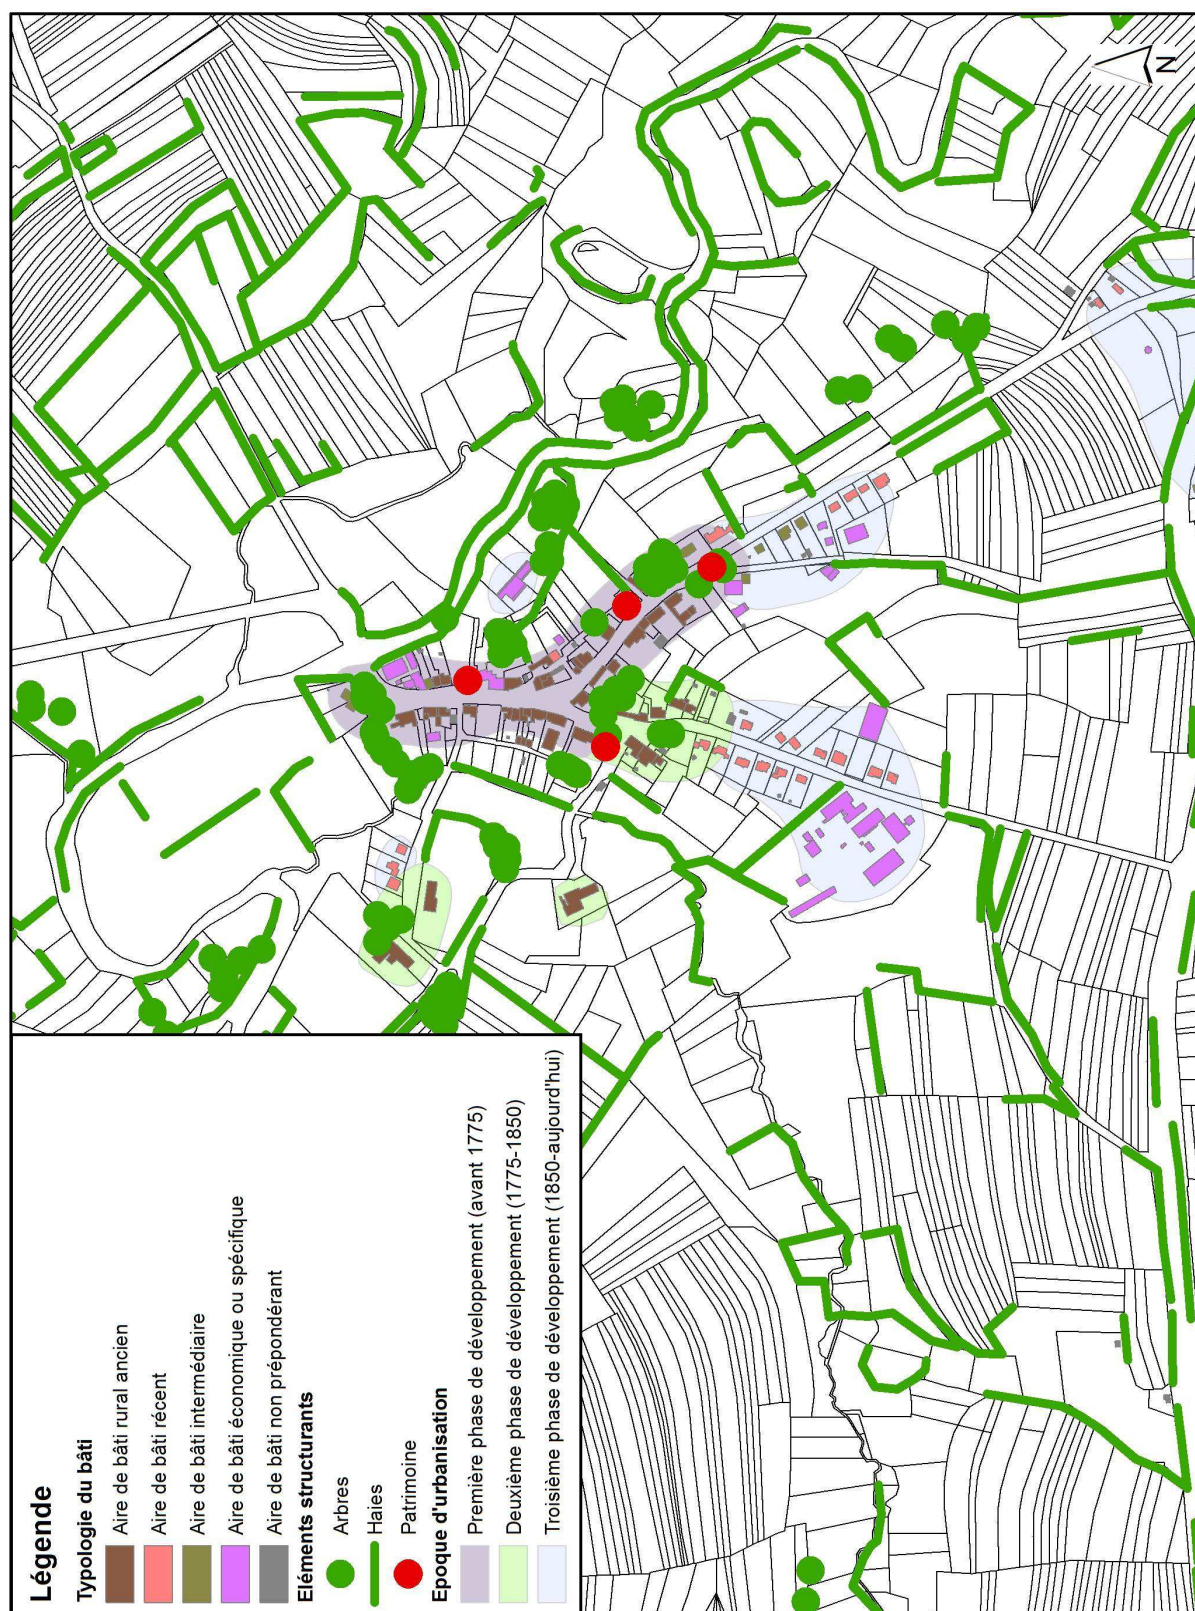 Légende
Typologie du bâti
Aire de bâti rural ancien
Aire de bâti récent
Aire de bâti intermédiaire
Aire de bâti économique ou spécifique
Aire de bâti non prépondérant
Eléments structurants
Arbres
Haies
Patrimoine
Epoque d'urbanisation
Première phase de développement (avant 1775)
Deuxième phase de développement (1775-1850)
Troisième phase de développement (1850-aujourd'hui)
N